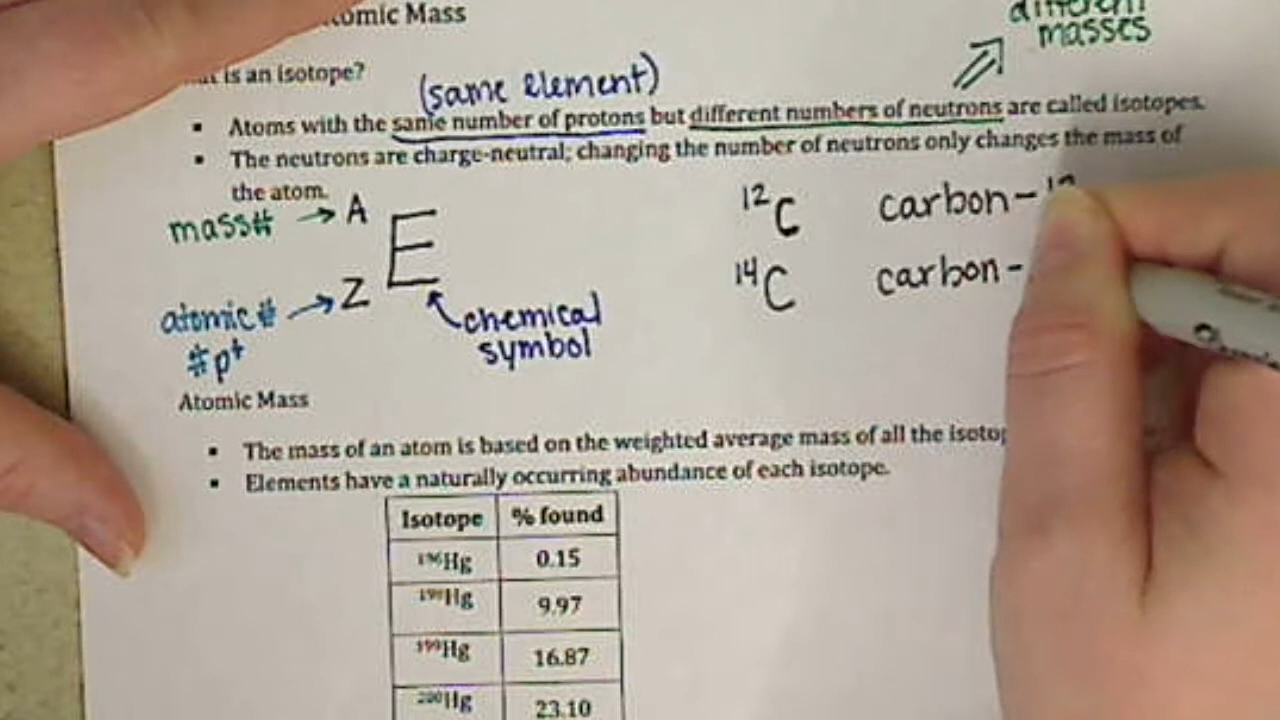 Atomic Mass
is an isotope?
(same element)
different
masses
Atoms with the same number of protons but different numbers of neutrons are called isotopes.
The neutrons are charge-neutral; changing the number of neutrons only changes the mass of
the atom.
mass# → A
E
atomic# → Z
#p⁺
chemical
symbol
¹²C carbon-12
¹⁴C carbon-
Atomic Mass
The mass of an atom is based on the weighted average mass of all the
Elements have a naturally occurring abundance of each isotope.
Isotope % found
¹⁹⁶Hg 0.15
Hg 9.97
¹⁹⁹Hg 16.87
²⁰⁰Hg 23.10